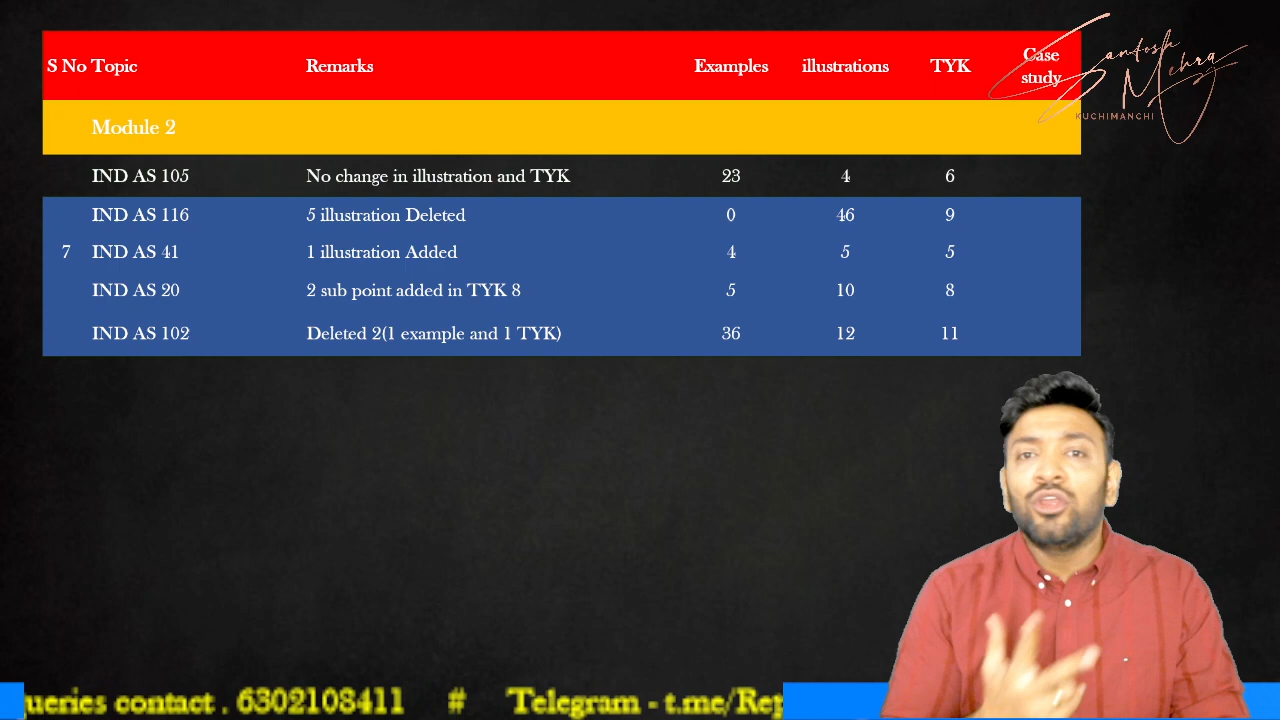 S No Topic Remarks Examples illustrations TYK Case study
Santosh Mehra
KUCHIMANCHI
Module 2
IND AS 105 No change in illustration and TYK 23 4 6
IND AS 116 5 illustration Deleted 0 46 9
7 IND AS 41 1 illustration Added 4 5 5
IND AS 20 2 sub point added in TYK 8 5 10 8
IND AS 102 Deleted 2(1 example and 1 TYK) 36 12 11
ueries contact . 6302108411 # Telegram - t.me/Rep